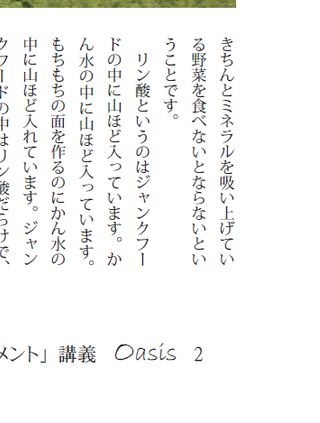 きちんとミネラルを吸い上げてい
る野菜を食べないとならないとい
うことです。
リン酸というのはジャンクフー
ドの中に山ほど入っています。か
ん水の中に山ほど入っています。
もちもちの面を作るのにかん水の
中に山ほど入れています。ジャン
クフードの中はリン酸だらけで、
メント」講義 Oasis 2